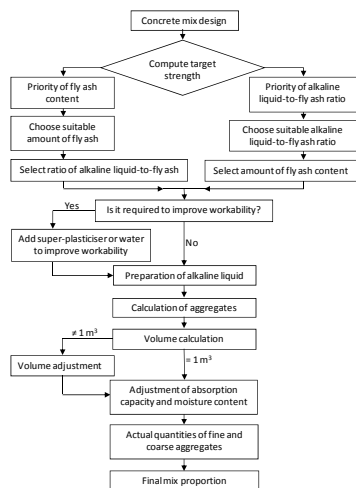 Concrete mix design
Compute target
strength
Priority of fly ash
content
Priority of alkaline
liquid-to-fly ash ratio
Choose suitable
amount of fly ash
Choose suitable alkaline
liquid-to-fly ash ratio
Select ratio of alkaline liquid-to-fly ash
Select amount of fly ash content
Yes
Is it required to improve workability?
Add super-plasticiser or water
to improve workability
No
Preparation of alkaline liquid
Calculation of aggregates
≠ 1 m³
Volume calculation
Volume adjustment
= 1 m³
Adjustment of absorption
capacity and moisture content
Actual quantities of fine and
coarse aggregates
Final mix proportion